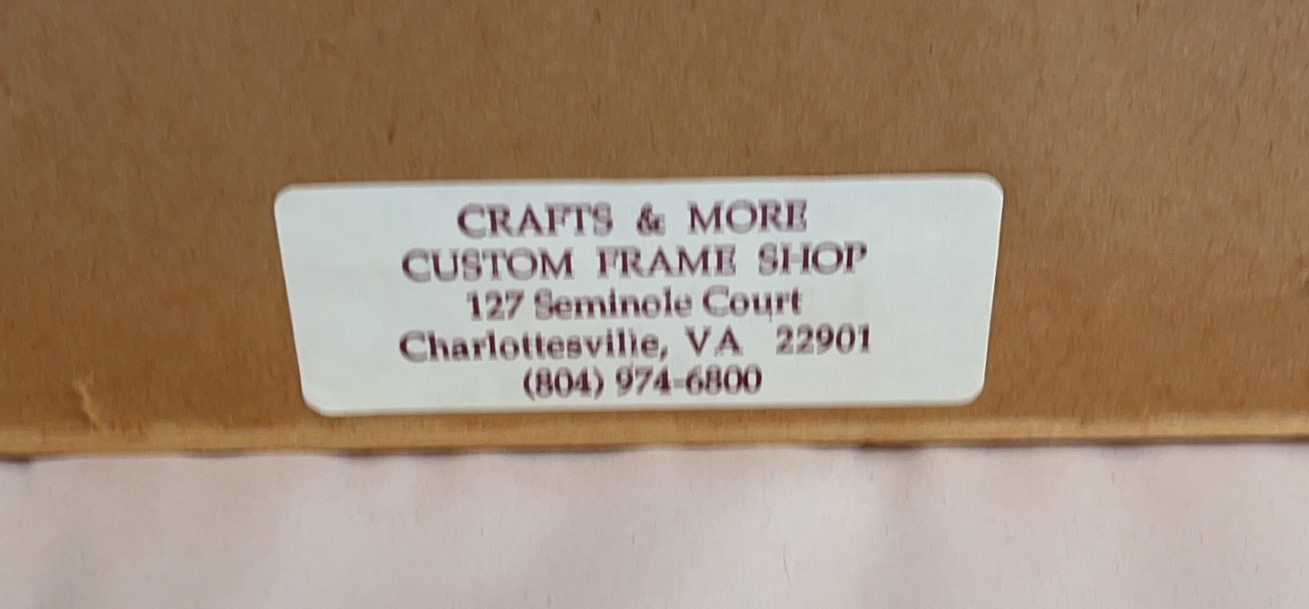 CRAFTS & MORE
CUSTOM FRAME SHOP
127 Seminole Court
Charlottesville, VA 22901
(804) 974-6800